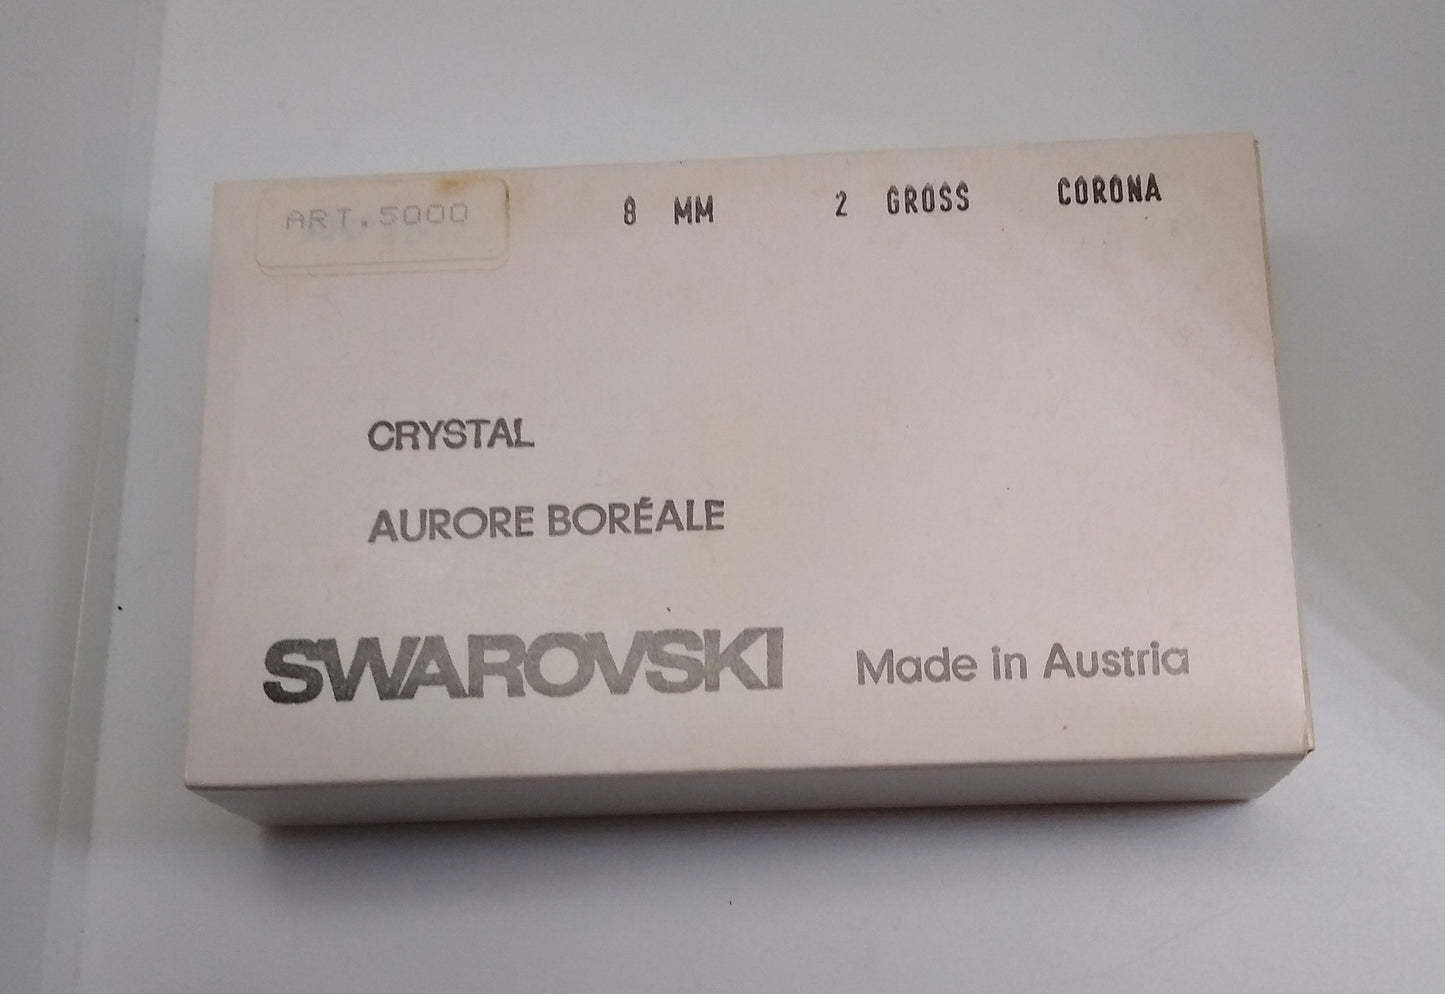 ART.5000 8 MM 2 GROSS CORONA
CRYSTAL
AURORE BORÉALE
SWAROVSKI Made in Austria